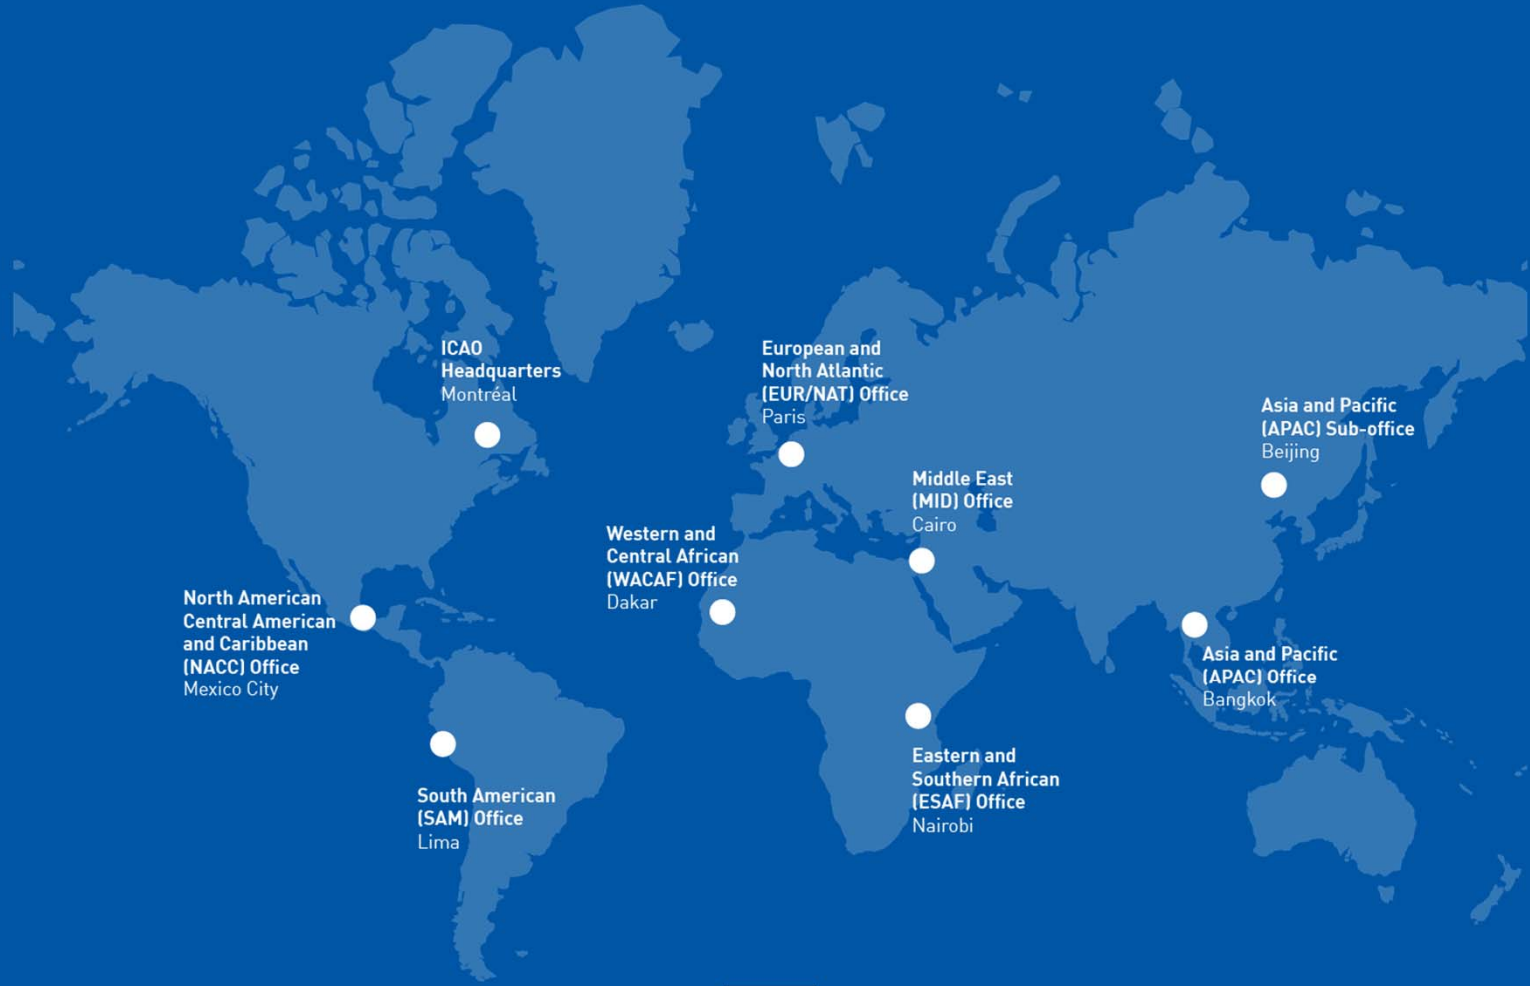 ICAO
Headquarters
Montréal
European and
North Atlantic
(EUR/NAT) Office
Paris
Asia and Pacific
(APAC) Sub-office
Beijing
Middle East
(MID) Office
Cairo
Western and
Central African
(WACAF) Office
Dakar
North American
Central American
and Caribbean
(NACC) Office
Mexico City
Asia and Pacific
(APAC) Office
Bangkok
South American
(SAM) Office
Lima
Eastern and
Southern African
(ESAF) Office
Nairobi